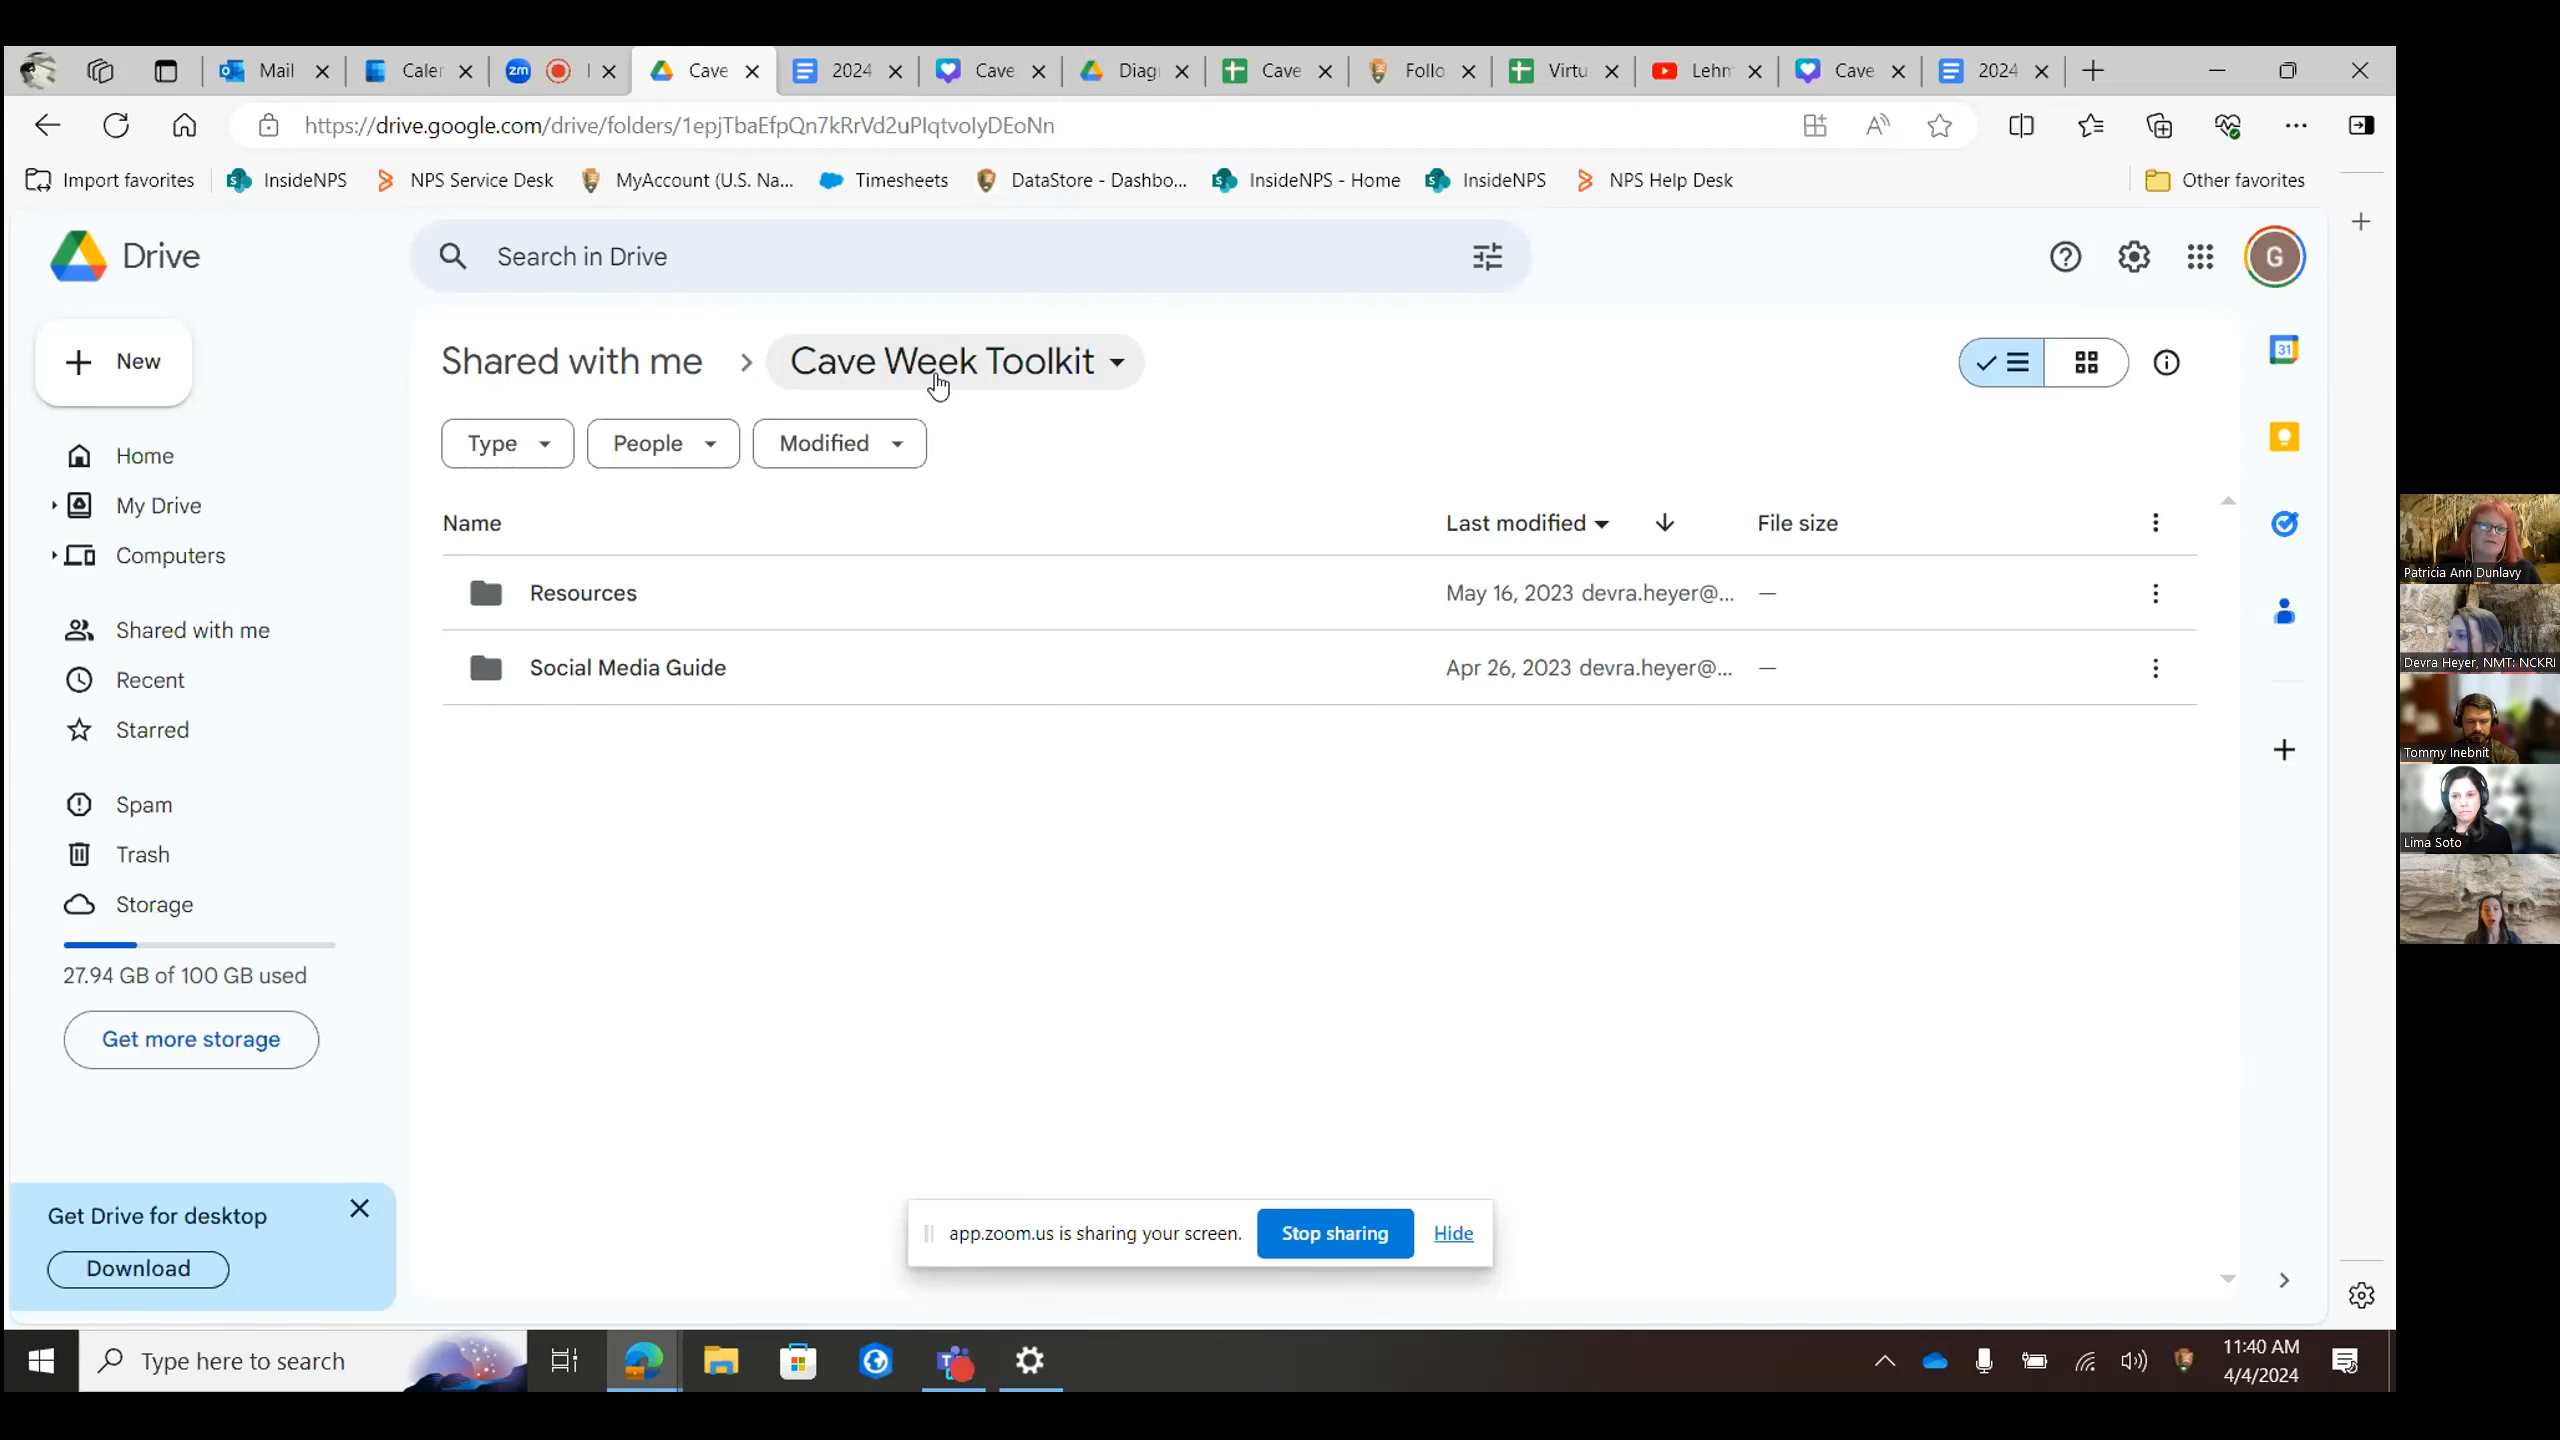 Mail
Caler
zm
Cave
2024
Cave
Diag
Cave
Follo
Virtu
Lehm
Cave
2024
https://drive.google.com/drive/folders/1epjTbaEfpQn7kRrVd2uPIqtvoIyDEoNn
Import favorites
InsideNPS
NPS Service Desk
MyAccount (U.S. Na...
Timesheets
DataStore - Dashbo...
InsideNPS - Home
InsideNPS
NPS Help Desk
Other favorites
Drive
Search in Drive
G
New
Shared with me
Cave Week Toolkit
31
Type
People
Modified
Home
My Drive
Computers
Shared with me
Recent
Starred
Spam
Trash
Storage
27.94 GB of 100 GB used
Get more storage
Get Drive for desktop
Download
Name
Last modified
File size
Resources
May 16, 2023 devra.heyer@...
—
Social Media Guide
Apr 26, 2023 devra.heyer@...
—
app.zoom.us is sharing your screen.
Stop sharing
Hide
Patricia Ann Dunlavy
Devra Heyer, NMT: NCKRI
Tommy Inebnit
Lima Soto
Type here to search
11:40 AM
4/4/2024